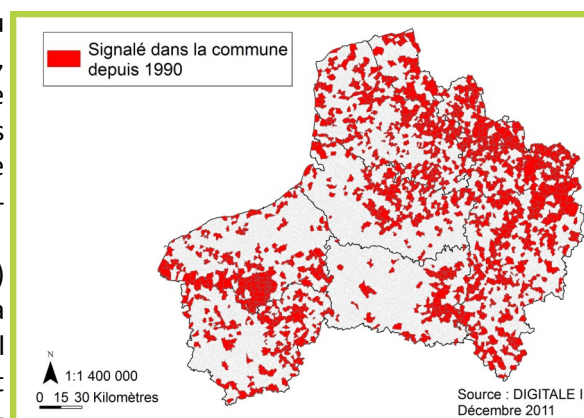 Signalé dans la commune
depuis 1990
N
1:1 400 000
0 15 30 Kilomètres
Source : DIGITALE I
Décembre 2011